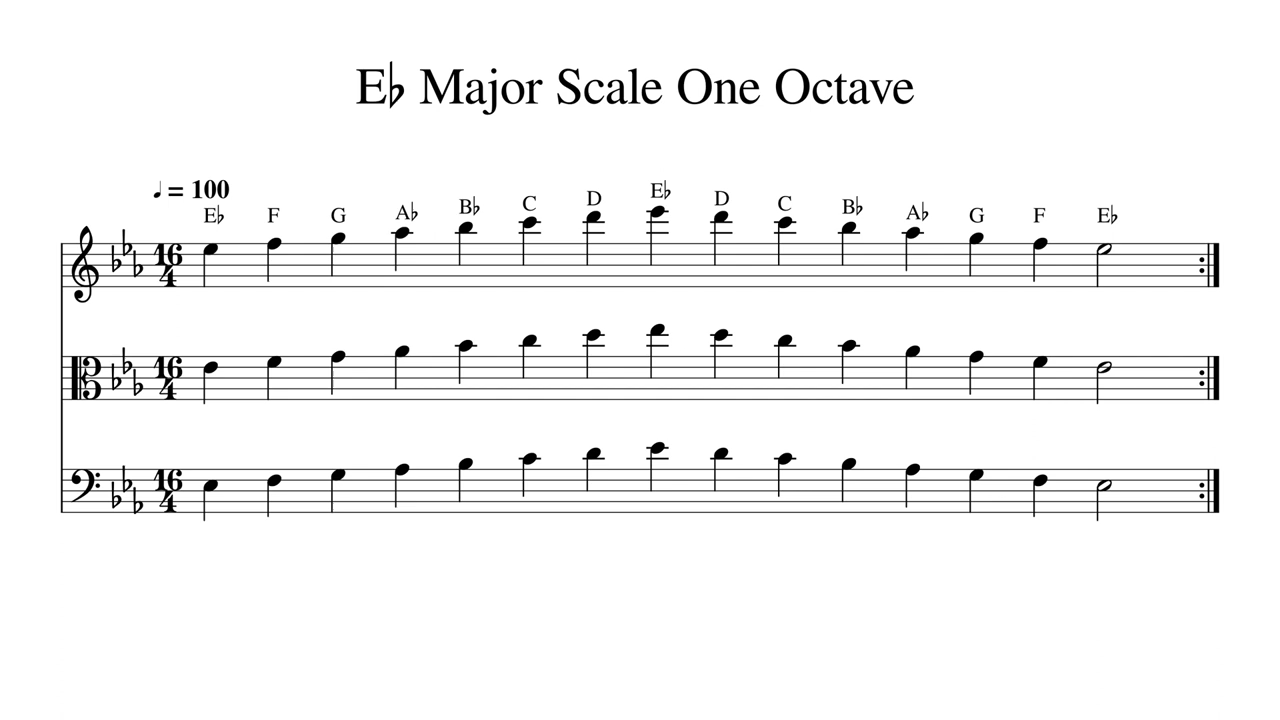 E♭ Major Scale One Octave
♩ = 100
E♭ F G A♭ B♭ C D E♭ D C B♭ A♭ G F E♭
16
4
16
4
16
4